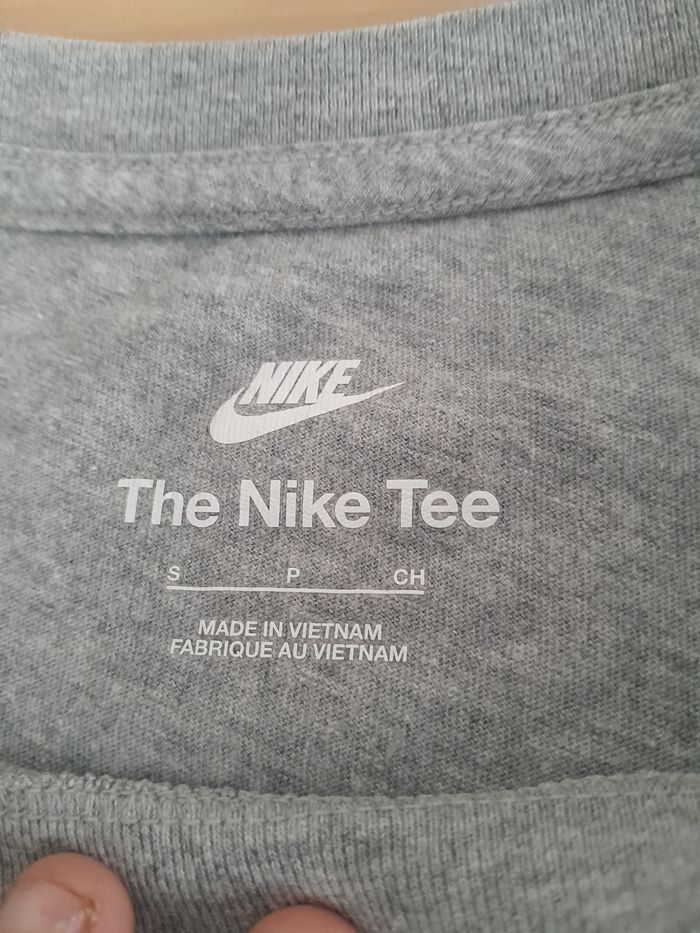 NIKE
The Nike Tee
S P CH
MADE IN VIETNAM
FABRIQUE AU VIETNAM